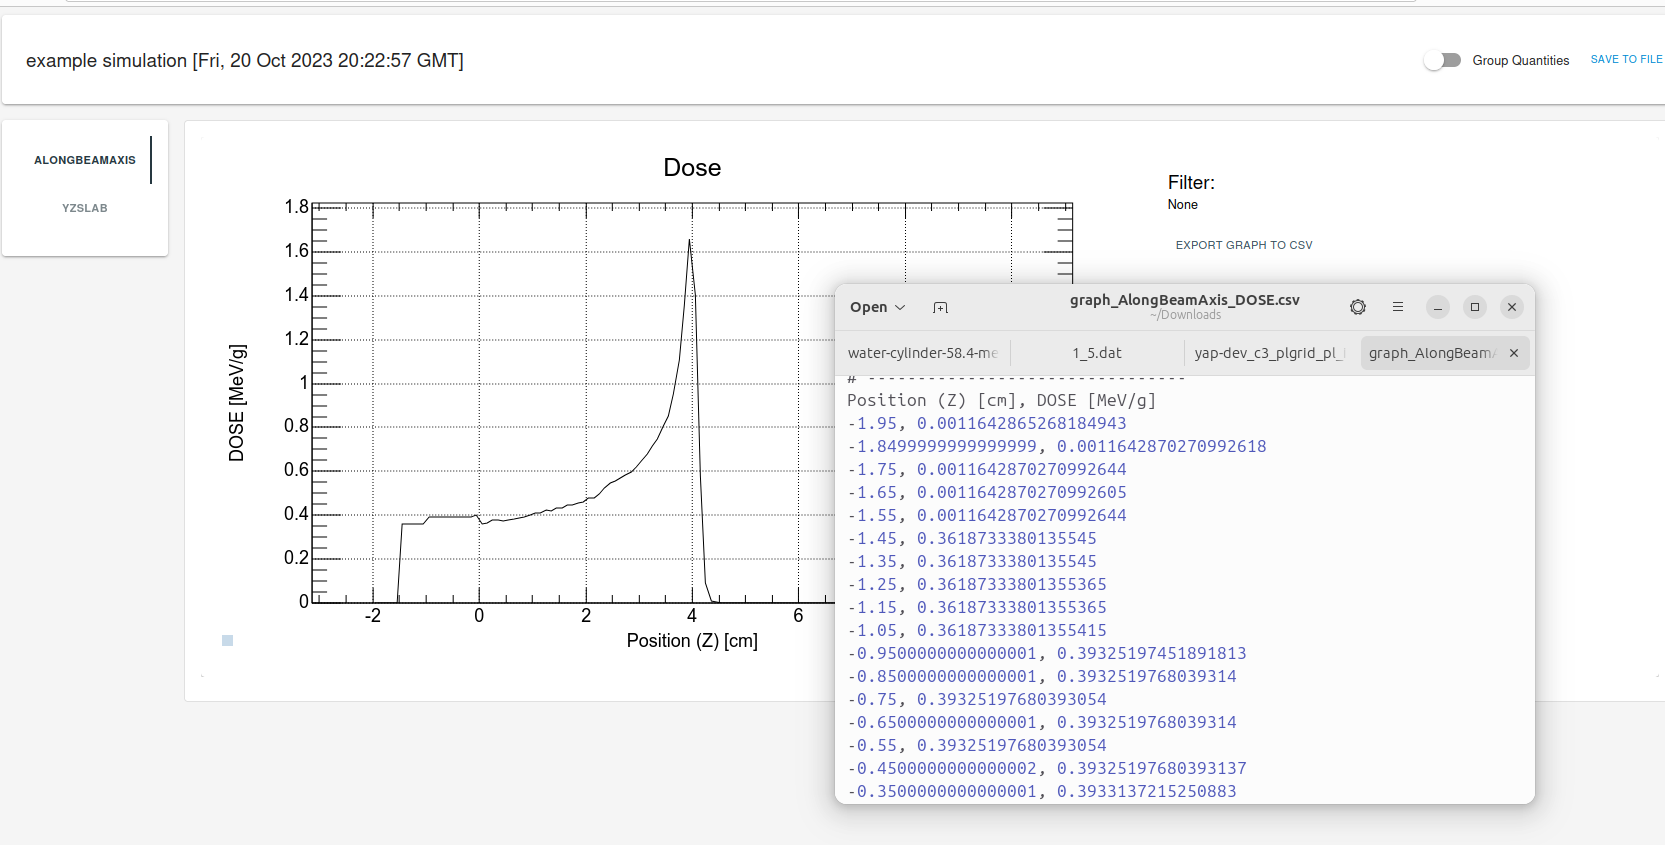 example simulation [Fri, 20 Oct 2023 20:22:57 GMT]
Group Quantities
SAVE TO FILE
ALONGBEAMAXIS
YZSLAB
Dose
1.8
1.6
1.4
1.2
1
0.8
0.6
0.4
0.2
0
DOSE [MeV/g]
-2
0
2
4
6
Position (Z) [cm]
Filter:
None
EXPORT GRAPH TO CSV
Open
graph_AlongBeamAxis_DOSE.csv
~/Downloads
water-cylinder-58.4-me
1_5.dat
yap-dev_c3_plgrid_pl_
graph_AlongBeamA
# --------------------------------
Position (Z) [cm], DOSE [MeV/g]
-1.95, 0.0011642865268184943
-1.8499999999999999, 0.0011642870270992618
-1.75, 0.0011642870270992644
-1.65, 0.0011642870270992605
-1.55, 0.0011642870270992644
-1.45, 0.3618733380135545
-1.35, 0.3618733380135545
-1.25, 0.36187333801355365
-1.15, 0.36187333801355365
-1.05, 0.36187333801355415
-0.9500000000000001, 0.39325197451891813
-0.8500000000000001, 0.3932519768039314
-0.75, 0.39325197680393054
-0.6500000000000001, 0.3932519768039314
-0.55, 0.39325197680393054
-0.4500000000000002, 0.39325197680393137
-0.3500000000000001, 0.3933137215250883